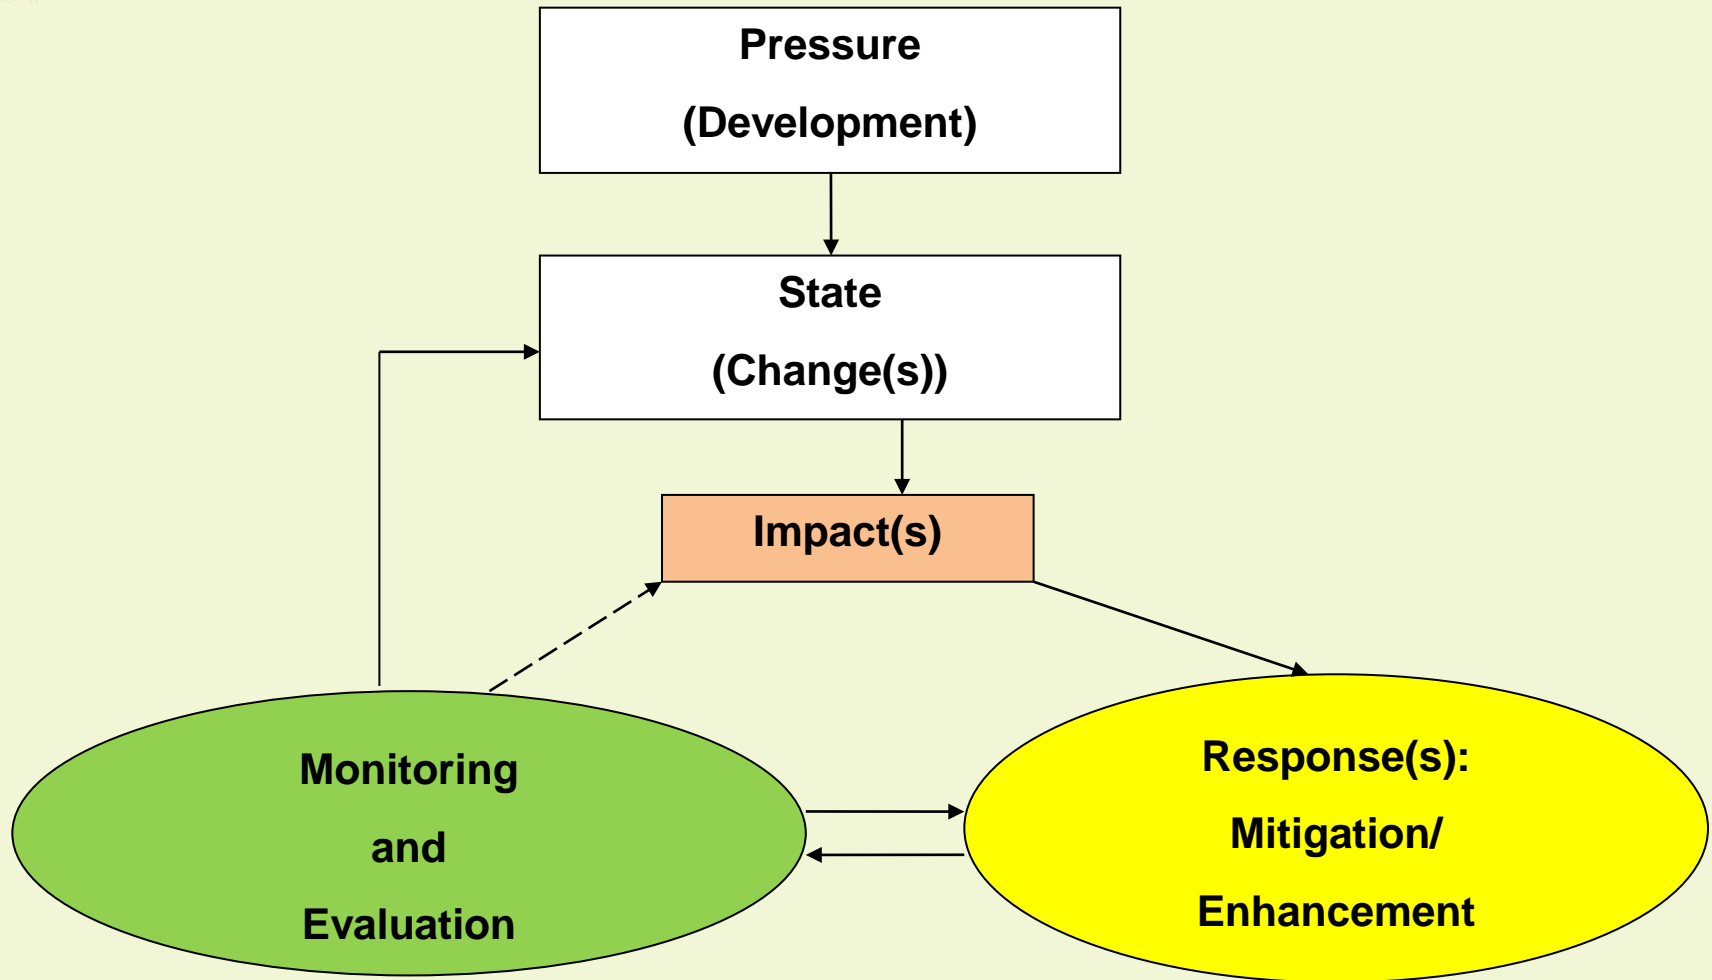 Pressure
(Development)
State
(Change(s))
Impact(s)
Monitoring
and
Evaluation
Response(s):
Mitigation/
Enhancement